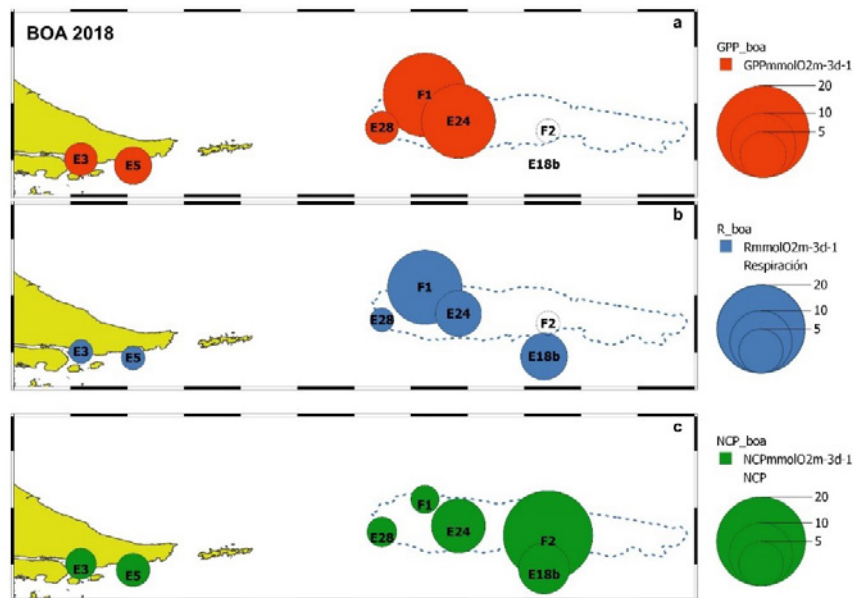 BOA 2018
a
F1
E24
E28
F2
E18b
E3
E5
GPP_boa
GPPmmolO2m-3d-1
20
10
5
b
F1
E24
E28
F2
E18b
E3
E5
R_boa
RmmolO2m-3d-1
Respiración
20
10
5
c
F1
E24
E28
F2
E18b
E3
E5
NCP_boa
NCPmmolO2m-3d-1
NCP
20
10
5